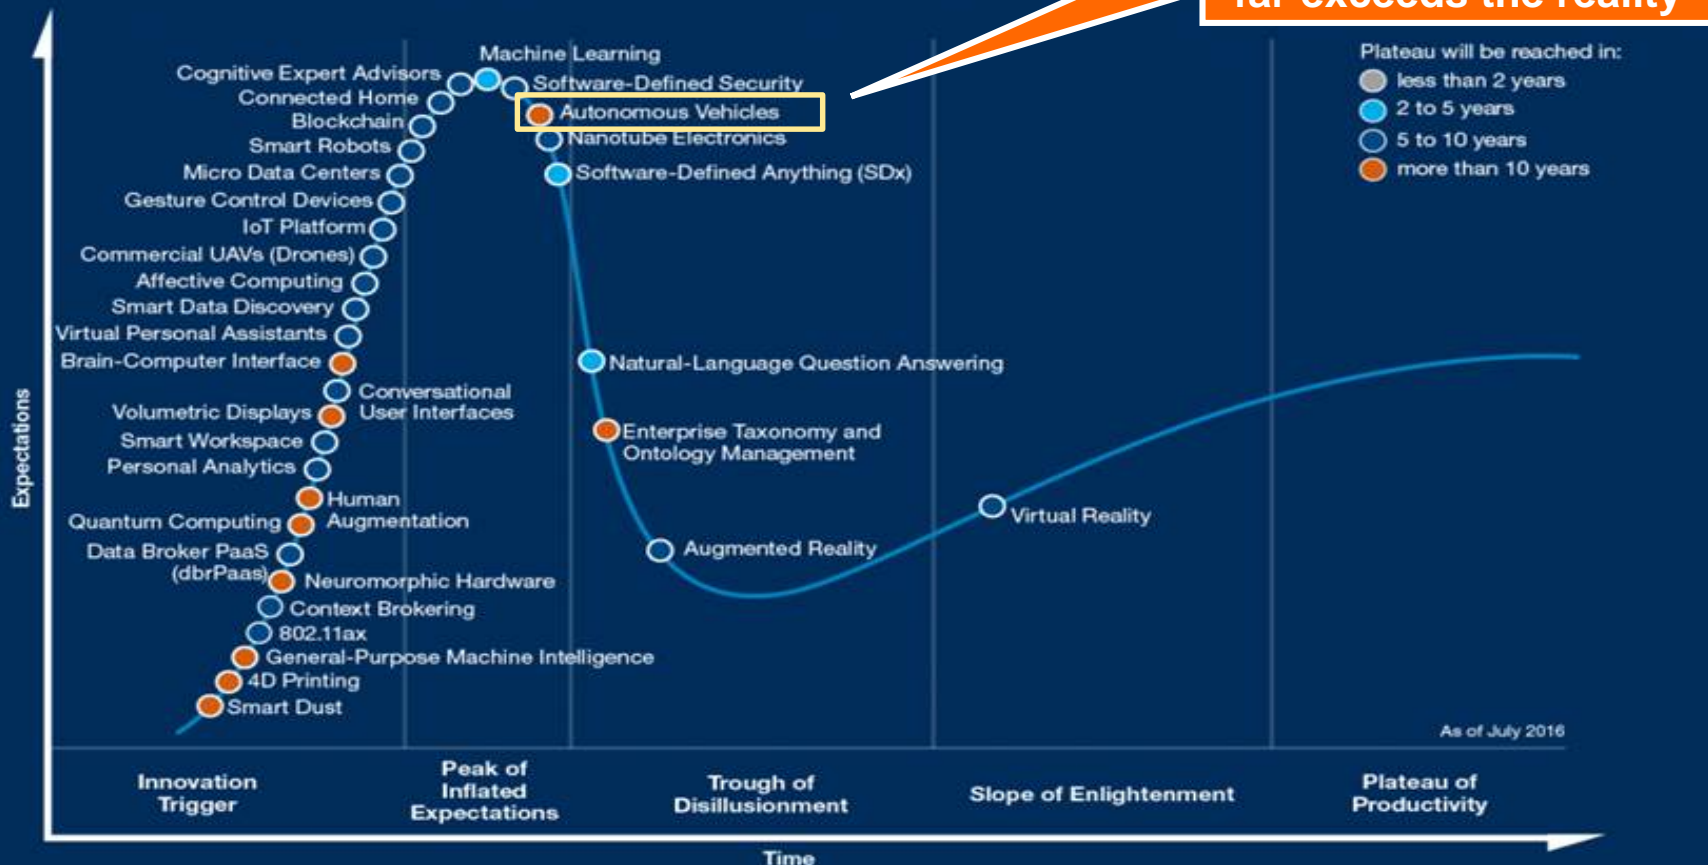 far exceeds the reality
Plateau will be reached in:
less than 2 years
2 to 5 years
5 to 10 years
more than 10 years
Machine Learning
Cognitive Expert Advisors
Software-Defined Security
Connected Home
Autonomous Vehicles
Blockchain
Nanotube Electronics
Smart Robots
Micro Data Centers
Software-Defined Anything (SDx)
Gesture Control Devices
IoT Platform
Commercial UAVs (Drones)
Affective Computing
Smart Data Discovery
Virtual Personal Assistants
Brain-Computer Interface
Natural-Language Question Answering
Conversational
User Interfaces
Volumetric Displays
Enterprise Taxonomy and
Ontology Management
Smart Workspace
Personal Analytics
Human
Augmentation
Quantum Computing
Virtual Reality
Data Broker PaaS
(dbrPaas)
Augmented Reality
Neuromorphic Hardware
Context Brokering
802.11ax
General-Purpose Machine Intelligence
4D Printing
Smart Dust
Expectations
As of July 2016
Innovation
Trigger
Peak of
Inflated
Expectations
Trough of
Disillusionment
Slope of Enlightenment
Plateau of
Productivity
Time